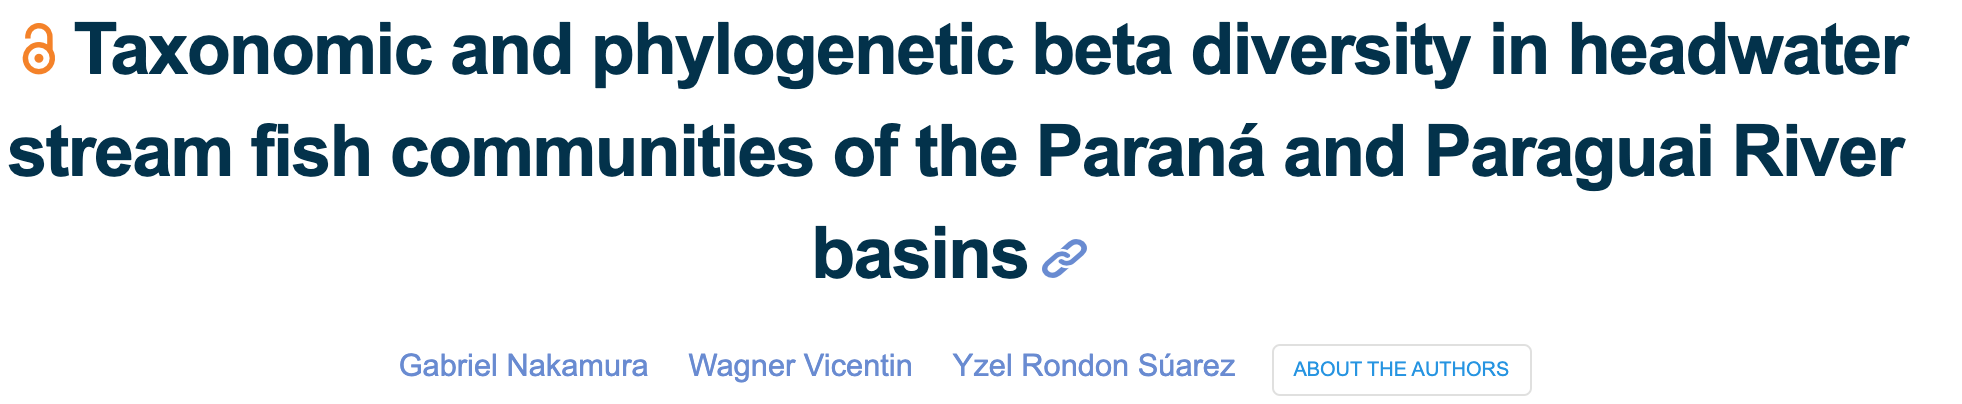 Taxonomic and phylogenetic beta diversity in headwater
stream fish communities of the Paraná and Paraguai River
basins
Gabriel Nakamura Wagner Vicentin Yzel Rondon Súarez ABOUT THE AUTHORS